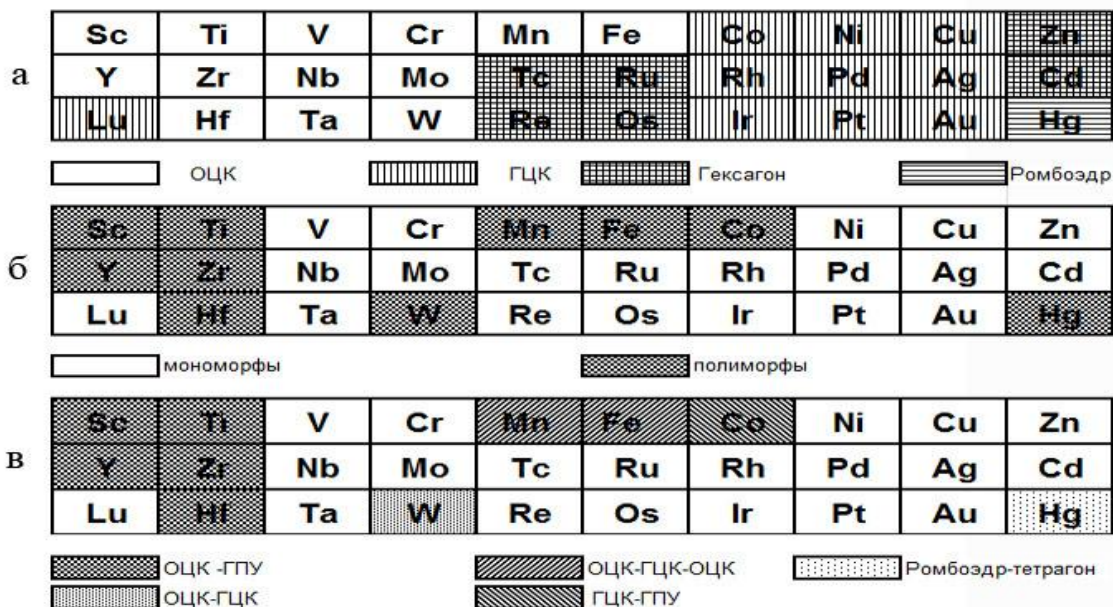 Sc Ti V Cr Mn Fe Co Ni Cu Zn
а Y Zr Nb Mo Tc Ru Rh Pd Ag Cd
Lu Hf Ta W Re Os Ir Pt Au Hg
ОЦК ГЦК Гексагон Ромбоэдр
Sc Ti V Cr Mn Fe Co Ni Cu Zn
б Y Zr Nb Mo Tc Ru Rh Pd Ag Cd
Lu Hf Ta W Re Os Ir Pt Au Hg
мономорфы полиморфы
Sc Ti V Cr Mn Fe Co Ni Cu Zn
в Y Zr Nb Mo Tc Ru Rh Pd Ag Cd
Lu Hf Ta W Re Os Ir Pt Au Hg
ОЦК -ГПУ ОЦК-ГЦК-ОЦК Ромбоэдр-тетрагон
ОЦК-ГЦК ГЦК-ГПУ